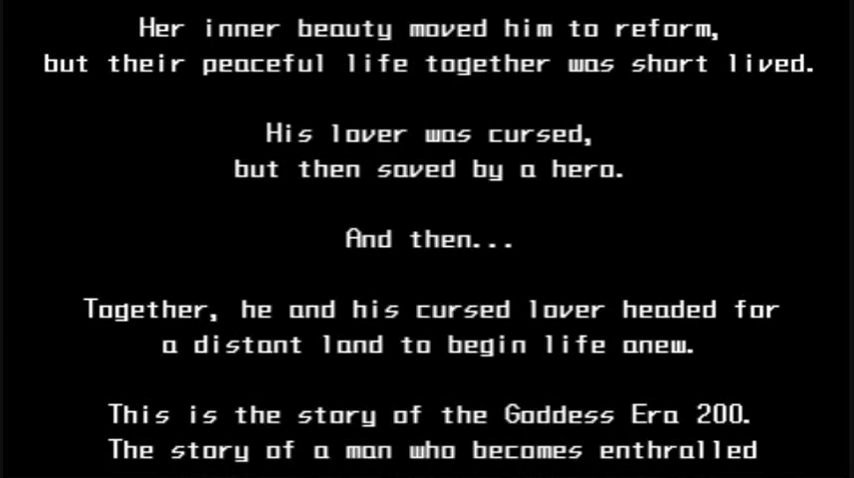 Her inner beauty moved him to reform,
but their peaceful life together was short lived.
His lover was cursed,
but then saved by a hero.
And then...
Together, he and his cursed lover headed for
a distant land to begin life anew.
This is the story of the Goddess Era 200.
The story of a man who becomes enthralled